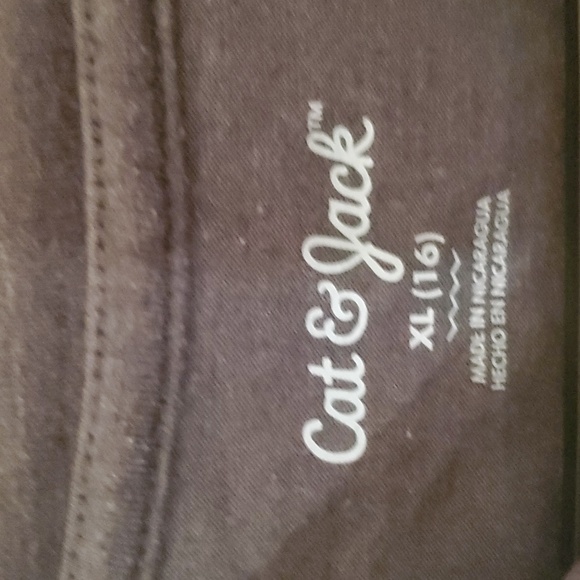 Cat & Jack™
XL (16)
MADE IN NICARAGUA
HECHO EN NICARAGUA